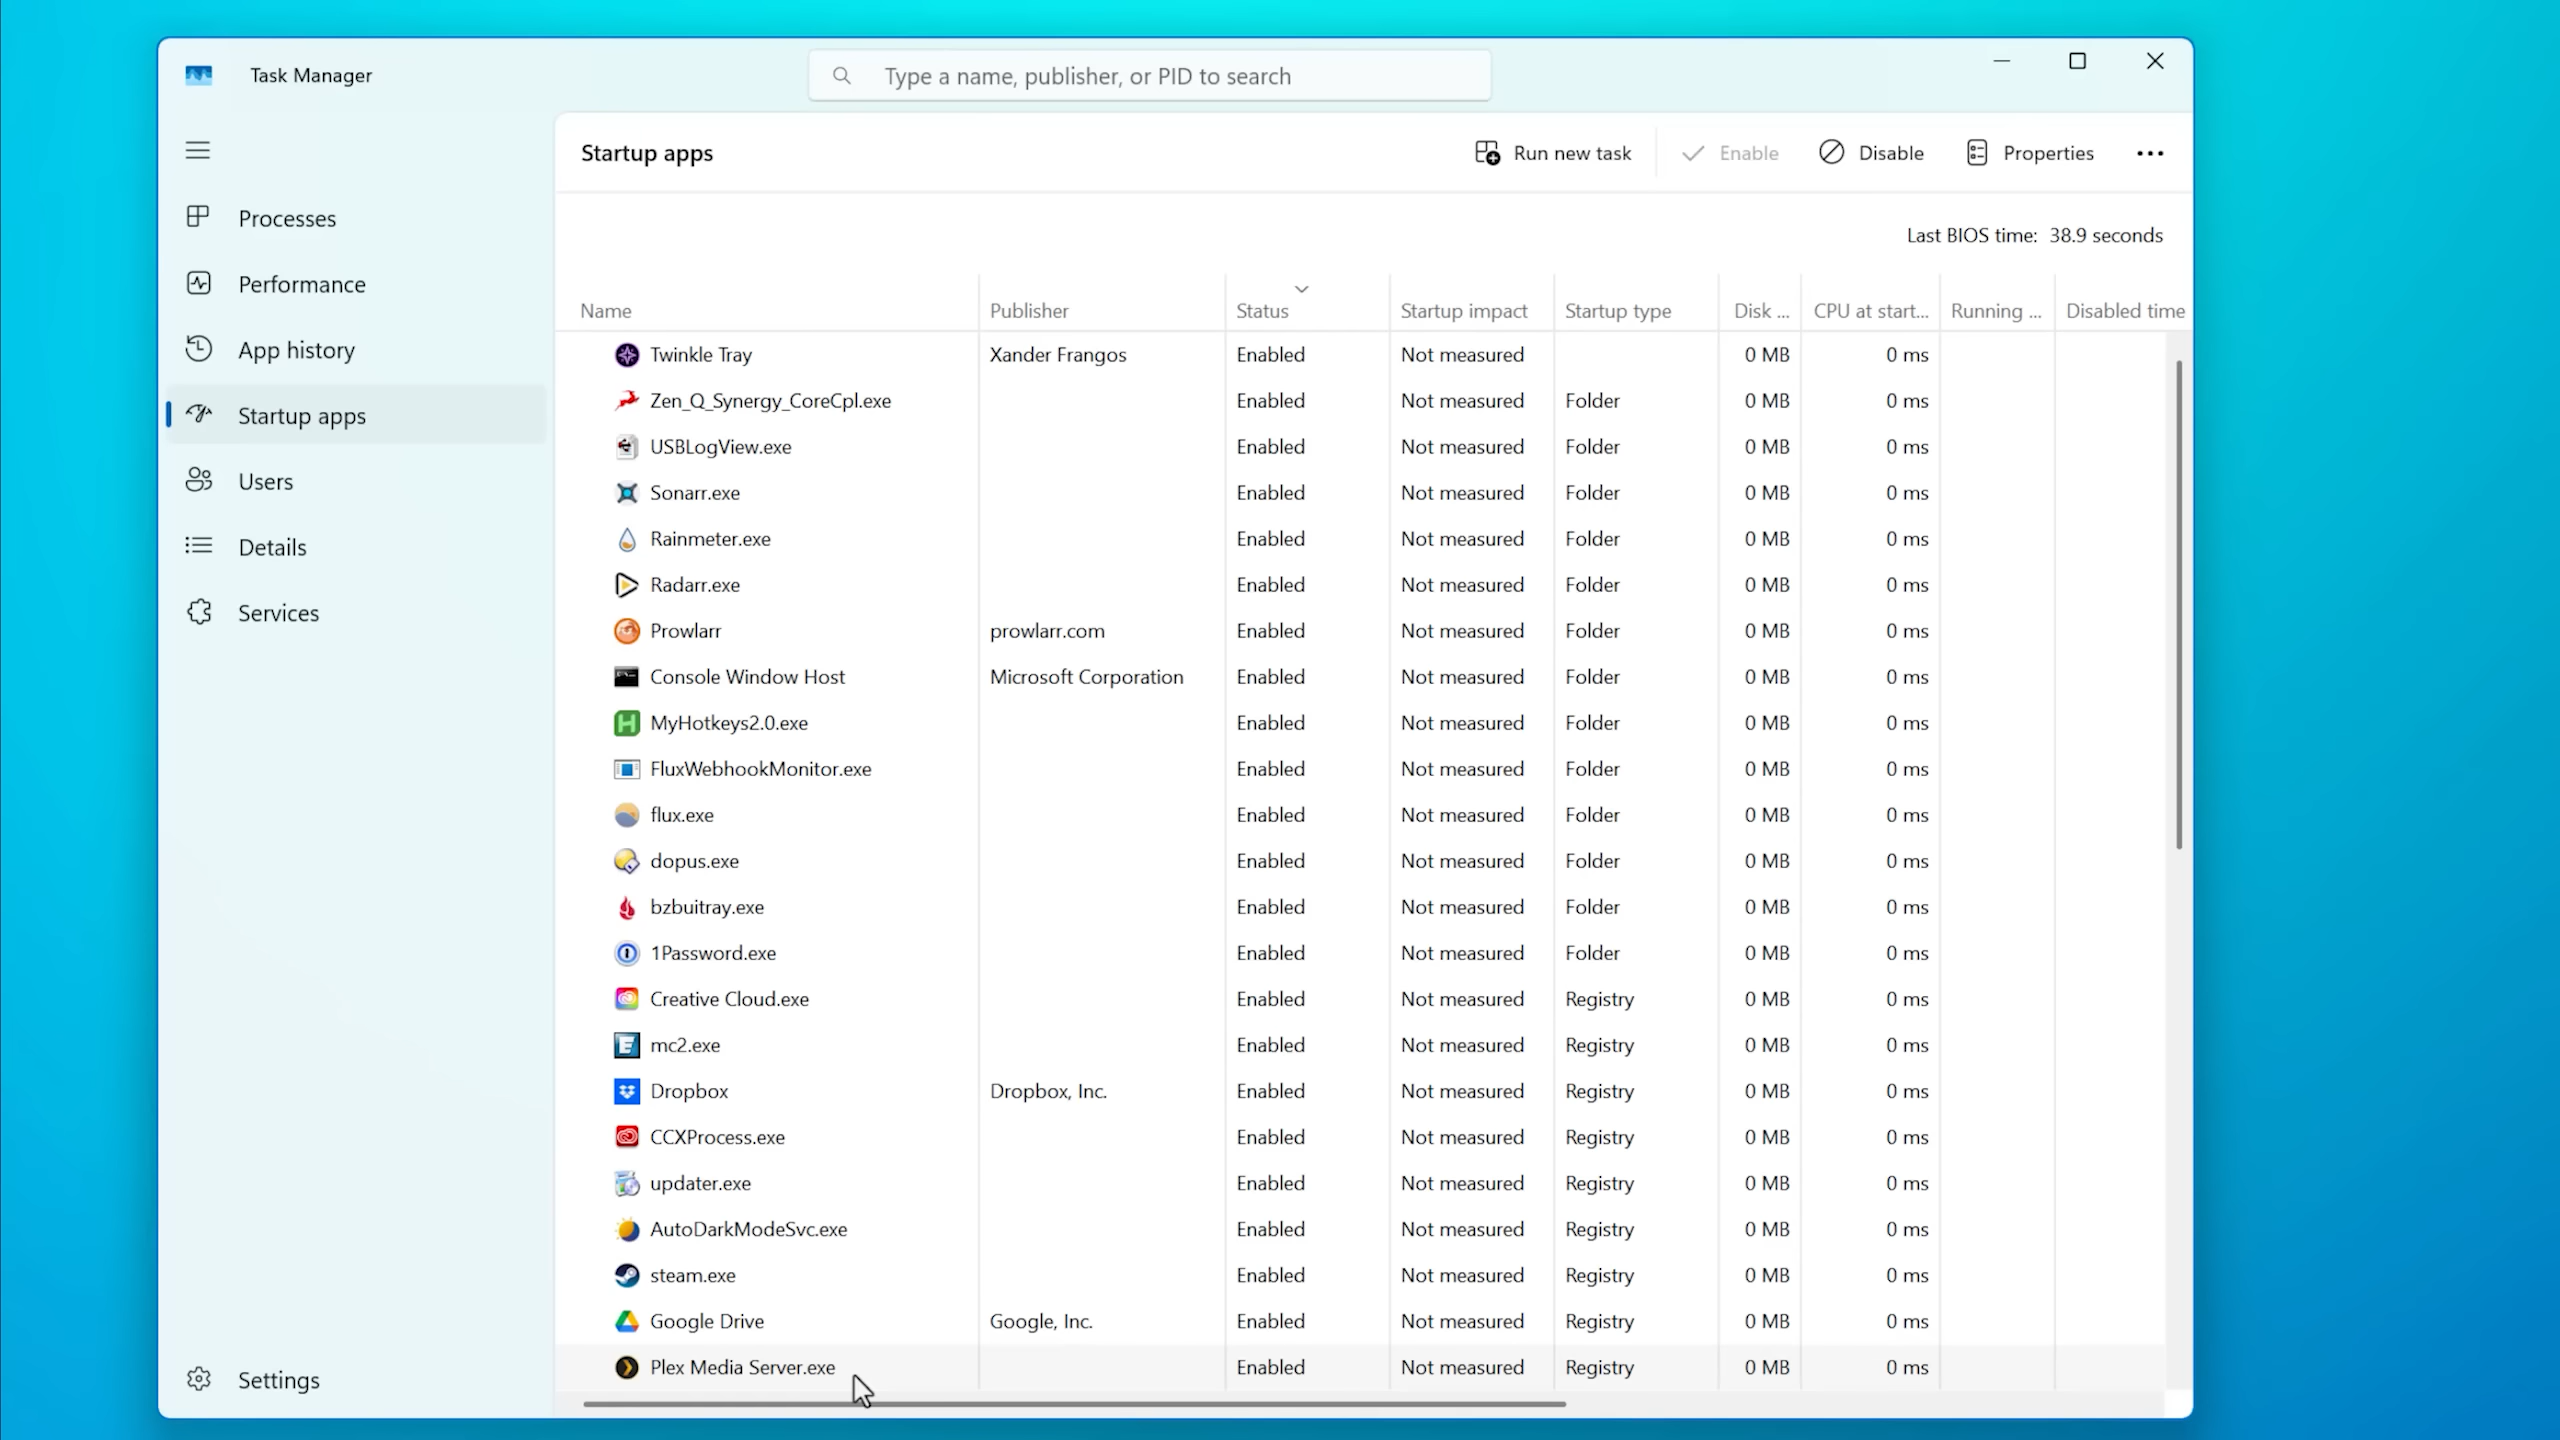 Task Manager
Type a name, publisher, or PID to search
Startup apps
Run new task
Enable
Disable
Properties
Processes
Performance
App history
Startup apps
Users
Details
Services
Settings
Last BIOS time: 38.9 seconds
Name Publisher Status Startup impact Startup type Disk ... CPU at start... Running ... Disabled time
Twinkle Tray Xander Frangos Enabled Not measured 0 MB 0 ms
Zen_Q_Synergy_CoreCpl.exe Enabled Not measured Folder 0 MB 0 ms
USBLogView.exe Enabled Not measured Folder 0 MB 0 ms
Sonarr.exe Enabled Not measured Folder 0 MB 0 ms
Rainmeter.exe Enabled Not measured Folder 0 MB 0 ms
Radarr.exe Enabled Not measured Folder 0 MB 0 ms
Prowlarr prowlarr.com Enabled Not measured Folder 0 MB 0 ms
Console Window Host Microsoft Corporation Enabled Not measured Folder 0 MB 0 ms
MyHotkeys2.0.exe Enabled Not measured Folder 0 MB 0 ms
FluxWebhookMonitor.exe Enabled Not measured Folder 0 MB 0 ms
flux.exe Enabled Not measured Folder 0 MB 0 ms
dopus.exe Enabled Not measured Folder 0 MB 0 ms
bzbuitray.exe Enabled Not measured Folder 0 MB 0 ms
1Password.exe Enabled Not measured Folder 0 MB 0 ms
Creative Cloud.exe Enabled Not measured Registry 0 MB 0 ms
mc2.exe Enabled Not measured Registry 0 MB 0 ms
Dropbox Dropbox, Inc. Enabled Not measured Registry 0 MB 0 ms
CCXProcess.exe Enabled Not measured Registry 0 MB 0 ms
updater.exe Enabled Not measured Registry 0 MB 0 ms
AutoDarkModeSvc.exe Enabled Not measured Registry 0 MB 0 ms
steam.exe Enabled Not measured Registry 0 MB 0 ms
Google Drive Google, Inc. Enabled Not measured Registry 0 MB 0 ms
Plex Media Server.exe Enabled Not measured Registry 0 MB 0 ms